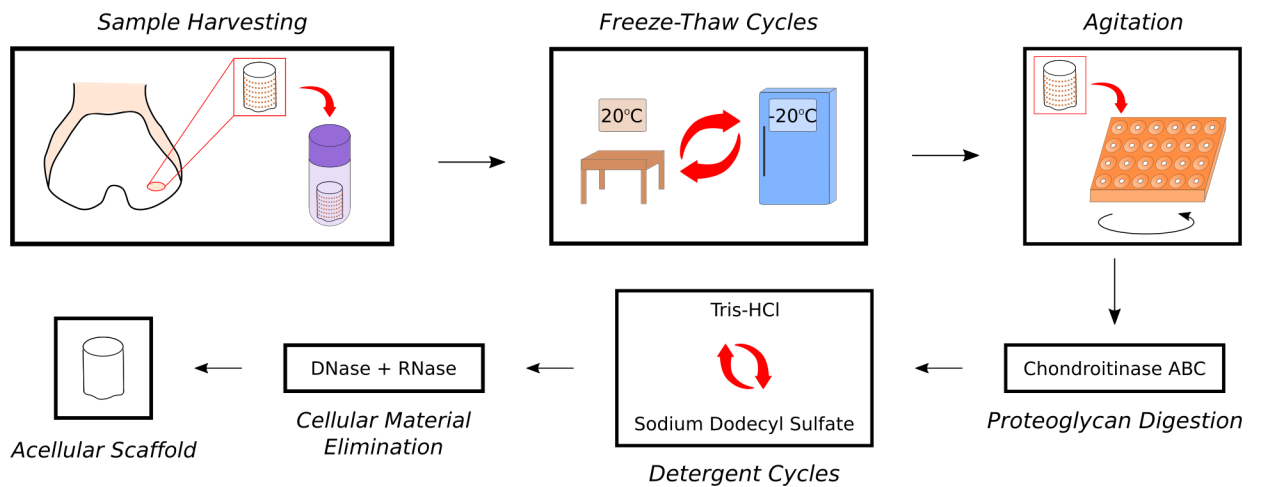 Sample Harvesting
Freeze-Thaw Cycles
Agitation
20°C
-20°C
Chondroitinase ABC
Proteoglycan Digestion
Tris-HCl
Sodium Dodecyl Sulfate
Detergent Cycles
DNase + RNase
Cellular Material
Elimination
Acellular Scaffold